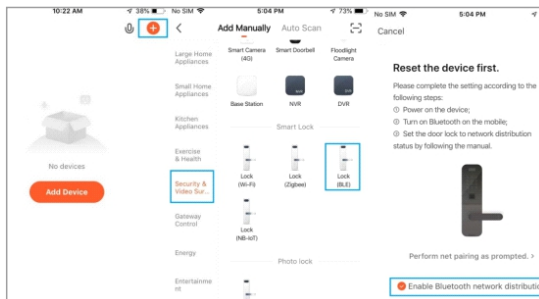 10:22 AM
38%
No devices
Add Device
No SIM
5:04 PM
73%
Add Manually
Auto Scan
Large Home
Appliances
Small Home
Appliances
Kitchen
Appliances
Exercise
& Health
Security &
Video Sur...
Gateway
Control
Energy
Entertainme
nt
Smart Camera
(4G)
Smart Doorbell
Floodlight
Camera
Base Station
NVR
DVR
Smart Lock
Lock
(Wi-Fi)
Lock
(Zigbee)
Lock
(BLE)
Lock
(NB-IoT)
Photo lock
No SIM
5:04 PM
Cancel
Reset the device first.
Please complete the setting according to the
following steps:
① Power on the device;
② Turn on Bluetooth on the mobile;
③ Set the door lock to network distribution
status by following the manual.
Perform net pairing as prompted. >
Enable Bluetooth network distributio